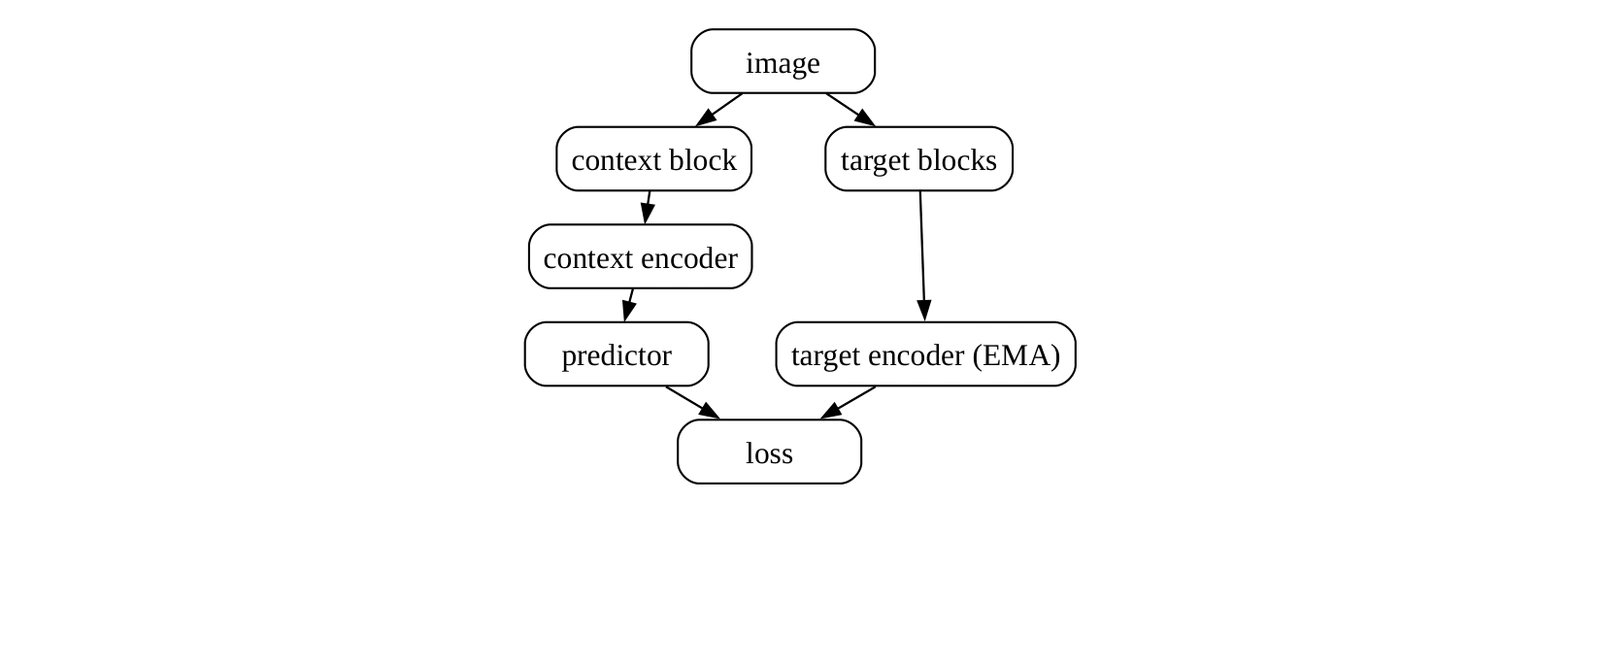 image
context block
target blocks
context encoder
predictor
target encoder (EMA)
loss